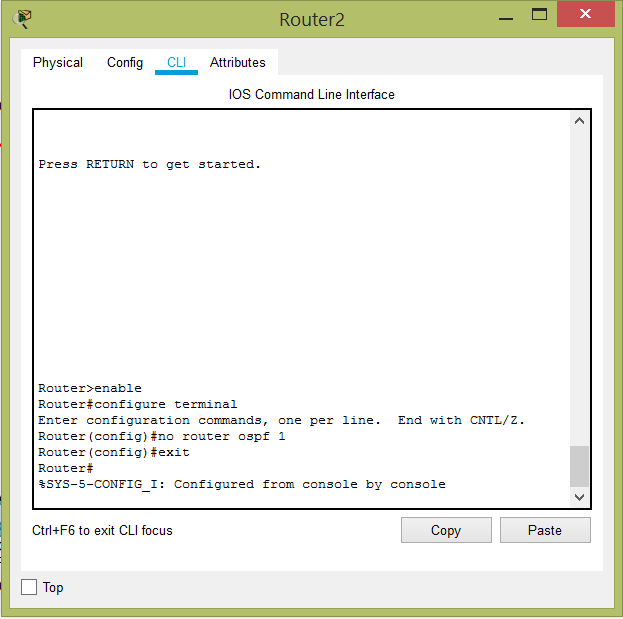 Router2
Physical Config CLI Attributes
IOS Command Line Interface
Press RETURN to get started.
Router>enable
Router#configure terminal
Enter configuration commands, one per line.  End with CNTL/Z.
Router(config)#no router ospf 1
Router(config)#exit
Router#
%SYS-5-CONFIG_I: Configured from console by console
Ctrl+F6 to exit CLI focus
Copy Paste
Top